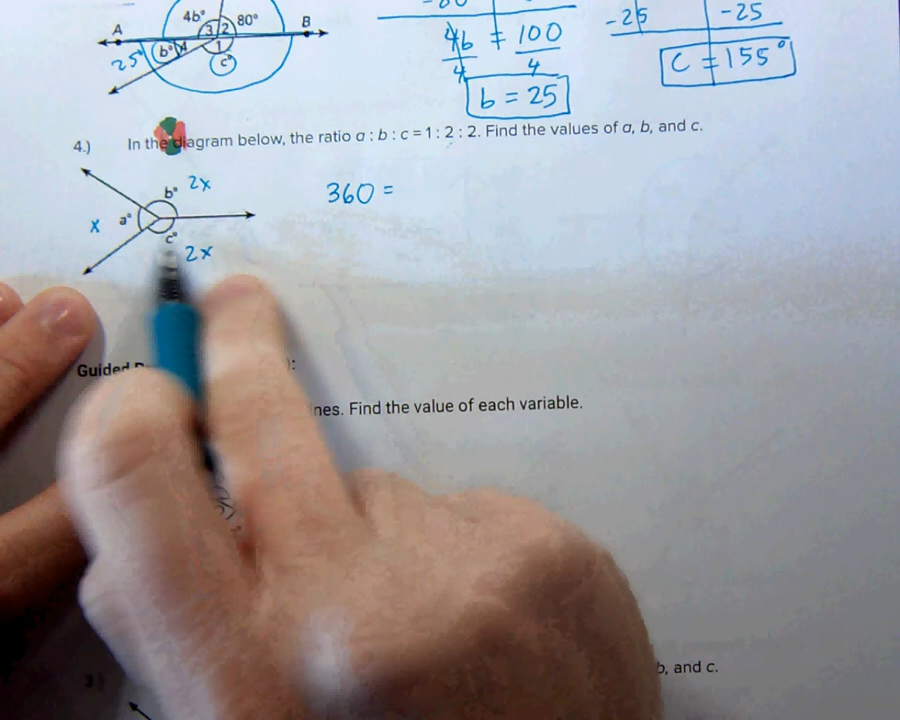 4b° 3 2 80° B
A
25° b° 4 1 c°
4b = 100
4 4
b = 25
-25 -25
C = 155°
4.) In the diagram below, the ratio a : b : c = 1 : 2 : 2. Find the values of a, b, and c.
b° 2x
x a°
c° 2x
360 =
Guided
nes. Find the value of each variable.
b, and c.